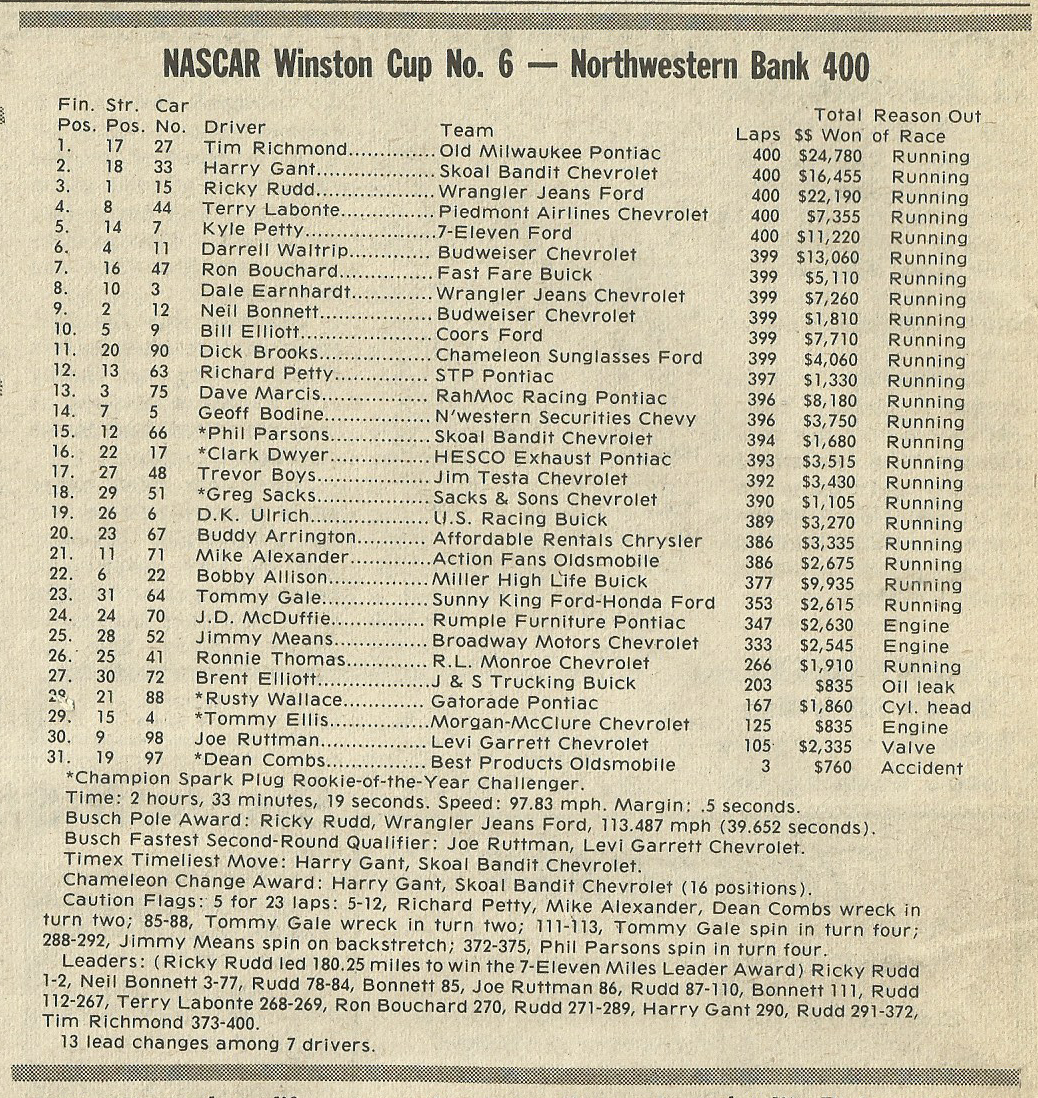 NASCAR Winston Cup No. 6 — Northwestern Bank 400
Fin. Str. Car Total Reason Out
Pos. Pos. No. Driver Team Laps $$ Won of Race
1. 17 27 Tim Richmond............... Old Milwaukee Pontiac 400 $24,780 Running
2. 18 33 Harry Gant.................... Skoal Bandit Chevrolet 400 $16,455 Running
3. 1 15 Ricky Rudd.................... Wrangler Jeans Ford 400 $22,190 Running
4. 8 44 Terry Labonte................ Piedmont Airlines Chevrolet 400 $7,355 Running
5. 14 7 Kyle Petty.......................7-Eleven Ford 400 $11,220 Running
6. 4 11 Darrell Waltrip............... Budweiser Chevrolet 399 $13,060 Running
7. 16 47 Ron Bouchard................ Fast Fare Buick 399 $5,110 Running
8. 10 3 Dale Earnhardt.............. Wrangler Jeans Chevrolet 399 $7,260 Running
9. 2 12 Neil Bonnett................... Budweiser Chevrolet 399 $1,810 Running
10. 5 9 Bill Elliott...................... Coors Ford 399 $7,710 Running
11. 20 90 Dick Brooks................... Chameleon Sunglasses Ford 399 $4,060 Running
12. 13 63 Richard Petty................ STP Pontiac 397 $1,330 Running
13. 3 75 Dave Marcis................... RahMoc Racing Pontiac 396 $8,180 Running
14. 7 5 Geoff Bodine.................. N'western Securities Chevy 396 $3,750 Running
15. 12 66 *Phil Parsons.................. Skoal Bandit Chevrolet 394 $1,680 Running
16. 22 17 *Clark Dwyer.................. HESCO Exhaust Pontiac 393 $3,515 Running
17. 27 48 Trevor Boys................... Jim Testa Chevrolet 392 $3,430 Running
18. 29 51 *Greg Sacks.................... Sacks & Sons Chevrolet 390 $1,105 Running
19. 26 6 D.K. Ulrich..................... U.S. Racing Buick 389 $3,270 Running
20. 23 67 Buddy Arrington............ Affordable Rentals Chrysler 386 $3,335 Running
21. 11 71 Mike Alexander..............Action Fans Oldsmobile 386 $2,675 Running
22. 6 22 Bobby Allison................. Miller High Life Buick 377 $9,935 Running
23. 31 64 Tommy Gale................... Sunny King Ford-Honda Ford 353 $2,615 Running
24. 24 70 J.D. McDuffie................. Rumple Furniture Pontiac 347 $2,630 Engine
25. 28 52 Jimmy Means................ Broadway Motors Chevrolet 333 $2,545 Engine
26. 25 41 Ronnie Thomas.............. R.L. Monroe Chevrolet 266 $1,910 Running
27. 30 72 Brent Elliott...................J & S Trucking Buick 203 $835 Oil leak
28. 21 88 *Rusty Wallace............... Gatorade Pontiac 167 $1,860 Cyl. head
29. 15 4 *Tommy Ellis..................Morgan-McClure Chevrolet 125 $835 Engine
30. 9 98 Joe Ruttman................... Levi Garrett Chevrolet 105 $2,335 Valve
31. 19 97 *Dean Combs.................. Best Products Oldsmobile 3 $760 Accident
*Champion Spark Plug Rookie-of-the-Year Challenger.
Time: 2 hours, 33 minutes, 19 seconds. Speed: 97.83 mph. Margin: .5 seconds.
Busch Pole Award: Ricky Rudd, Wrangler Jeans Ford, 113.487 mph (39.652 seconds).
Busch Fastest Second-Round Qualifier: Joe Ruttman, Levi Garrett Chevrolet.
Timex Timeliest Move: Harry Gant, Skoal Bandit Chevrolet.
Chameleon Change Award: Harry Gant, Skoal Bandit Chevrolet (16 positions).
Caution Flags: 5 for 23 laps: 5-12, Richard Petty, Mike Alexander, Dean Combs wreck in
turn two; 85-88, Tommy Gale wreck in turn two; 111-113, Tommy Gale spin in turn four;
288-292, Jimmy Means spin on backstretch; 372-375, Phil Parsons spin in turn four.
Leaders: (Ricky Rudd led 180.25 miles to win the 7-Eleven Miles Leader Award) Ricky Rudd
1-2, Neil Bonnett 3-77, Rudd 78-84, Bonnett 85, Joe Ruttman 86, Rudd 87-110, Bonnett 111, Rudd
112-267, Terry Labonte 268-269, Ron Bouchard 270, Rudd 271-289, Harry Gant 290, Rudd 291-372,
Tim Richmond 373-400.
13 lead changes among 7 drivers.